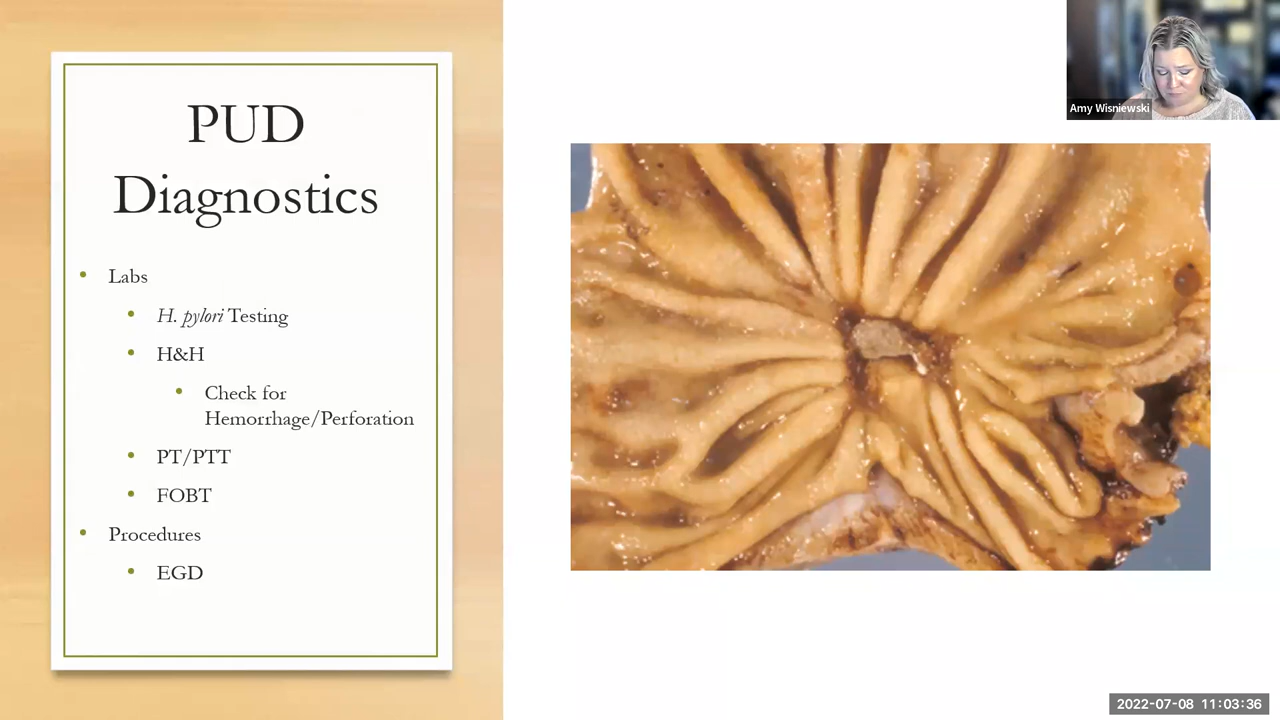 PUD
Diagnostics
• Labs
• H. pylori Testing
• H&H
• Check for
Hemorrhage/Perforation
• PT/PTT
• FOBT
• Procedures
• EGD
Amy Wisniewski
2022-07-08 11:03:36